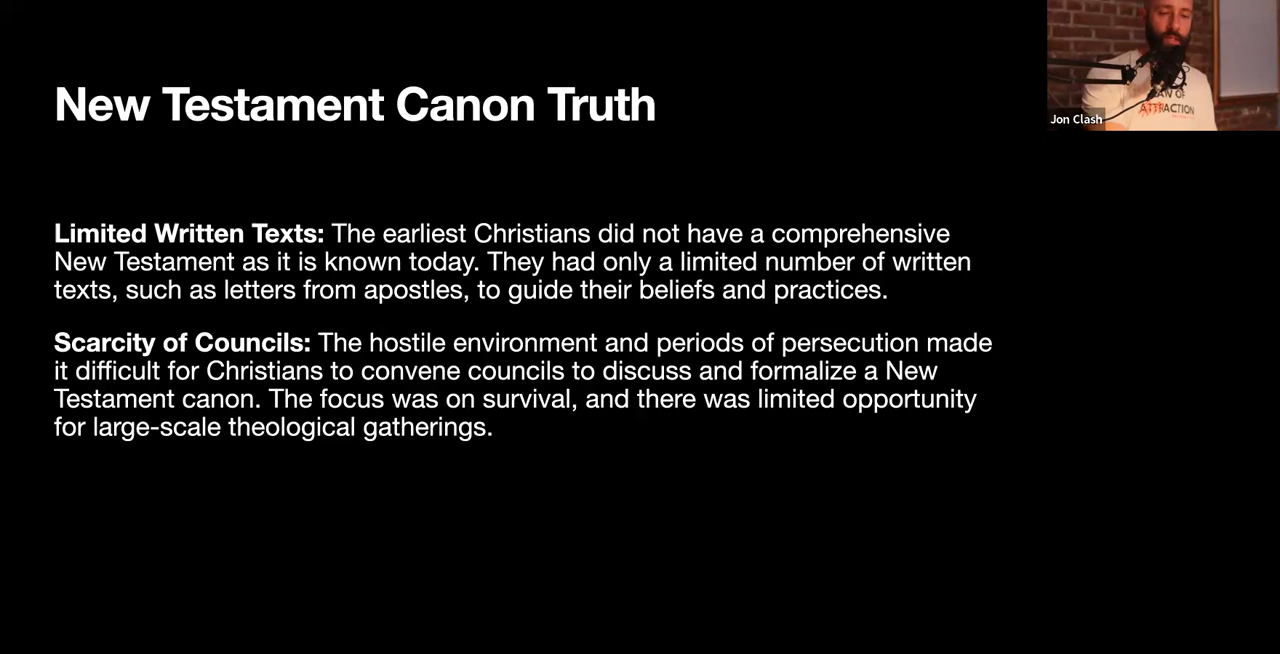 New Testament Canon Truth
Jon Clash
OF
ATTRACTION
Limited Written Texts: The earliest Christians did not have a comprehensive
New Testament as it is known today. They had only a limited number of written
texts, such as letters from apostles, to guide their beliefs and practices.
Scarcity of Councils: The hostile environment and periods of persecution made
it difficult for Christians to convene councils to discuss and formalize a New
Testament canon. The focus was on survival, and there was limited opportunity
for large-scale theological gatherings.